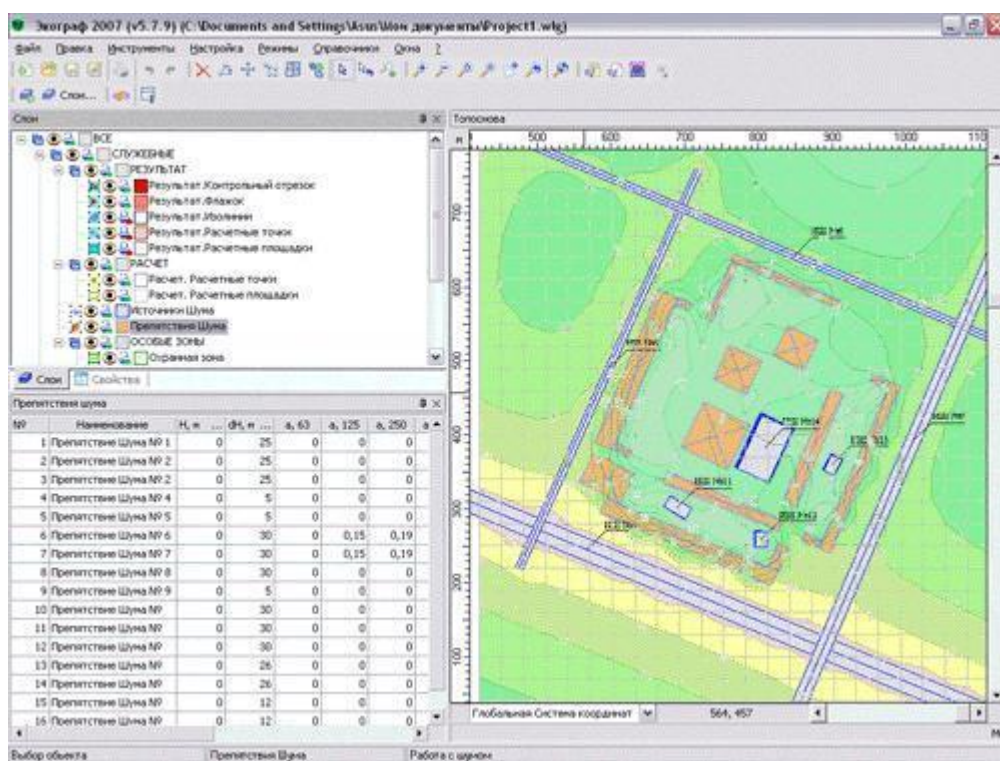 Экограф 2007 (v5.7.9) (C:\Documents and Settings\Asus\Мои документы\Project1.wlg)
Файл Правка Инструменты Настройка Режимы Справочники Окна ?
Слои...
Слои
ВСЕ
СЛУЖЕБНЫЕ
РЕЗУЛЬТАТ
Результат.Контрольный отрезок
Результат.Флажок
Результат.Изолинии
Результат.Расчетные точки
Результат.Расчетные площадки
РАСЧЕТ
Расчет. Расчетные точки
Расчет. Расчетные площадки
Источники Шума
Препятствия Шума
ОСОБЫЕ ЗОНЫ
Охранная зона
Слои Свойства
Препятствия шума
№ Наименование H, м ... dH, м ... a, 63 a, 125 a, 250 a
1 Препятствие Шума № 1 0 25 0 0 0
2 Препятствие Шума № 2 0 25 0 0 0
3 Препятствие Шума № 2 0 25 0 0 0
4 Препятствие Шума № 4 0 5 0 0 0
5 Препятствие Шума № 5 0 5 0 0 0
6 Препятствие Шума № 6 0 30 0 0,15 0,19
7 Препятствие Шума № 7 0 30 0 0,15 0,19
8 Препятствие Шума № 8 0 30 0 0 0
9 Препятствие Шума № 9 0 5 0 0 0
10 Препятствие Шума № 0 30 0 0 0
11 Препятствие Шума № 0 30 0 0 0
12 Препятствие Шума № 0 30 0 0 0
13 Препятствие Шума № 0 26 0 0 0
14 Препятствие Шума № 0 26 0 0 0
15 Препятствие Шума № 0 12 0 0 0
16 Препятствие Шума № 0 12 0 0 0
Топооснова
м 500 600 700 800 900 1000 110
700
600
500
400
300
200
100
Глобальная Система координат 564, 457
Выбор объекта Препятствия Шума Работа с шумом